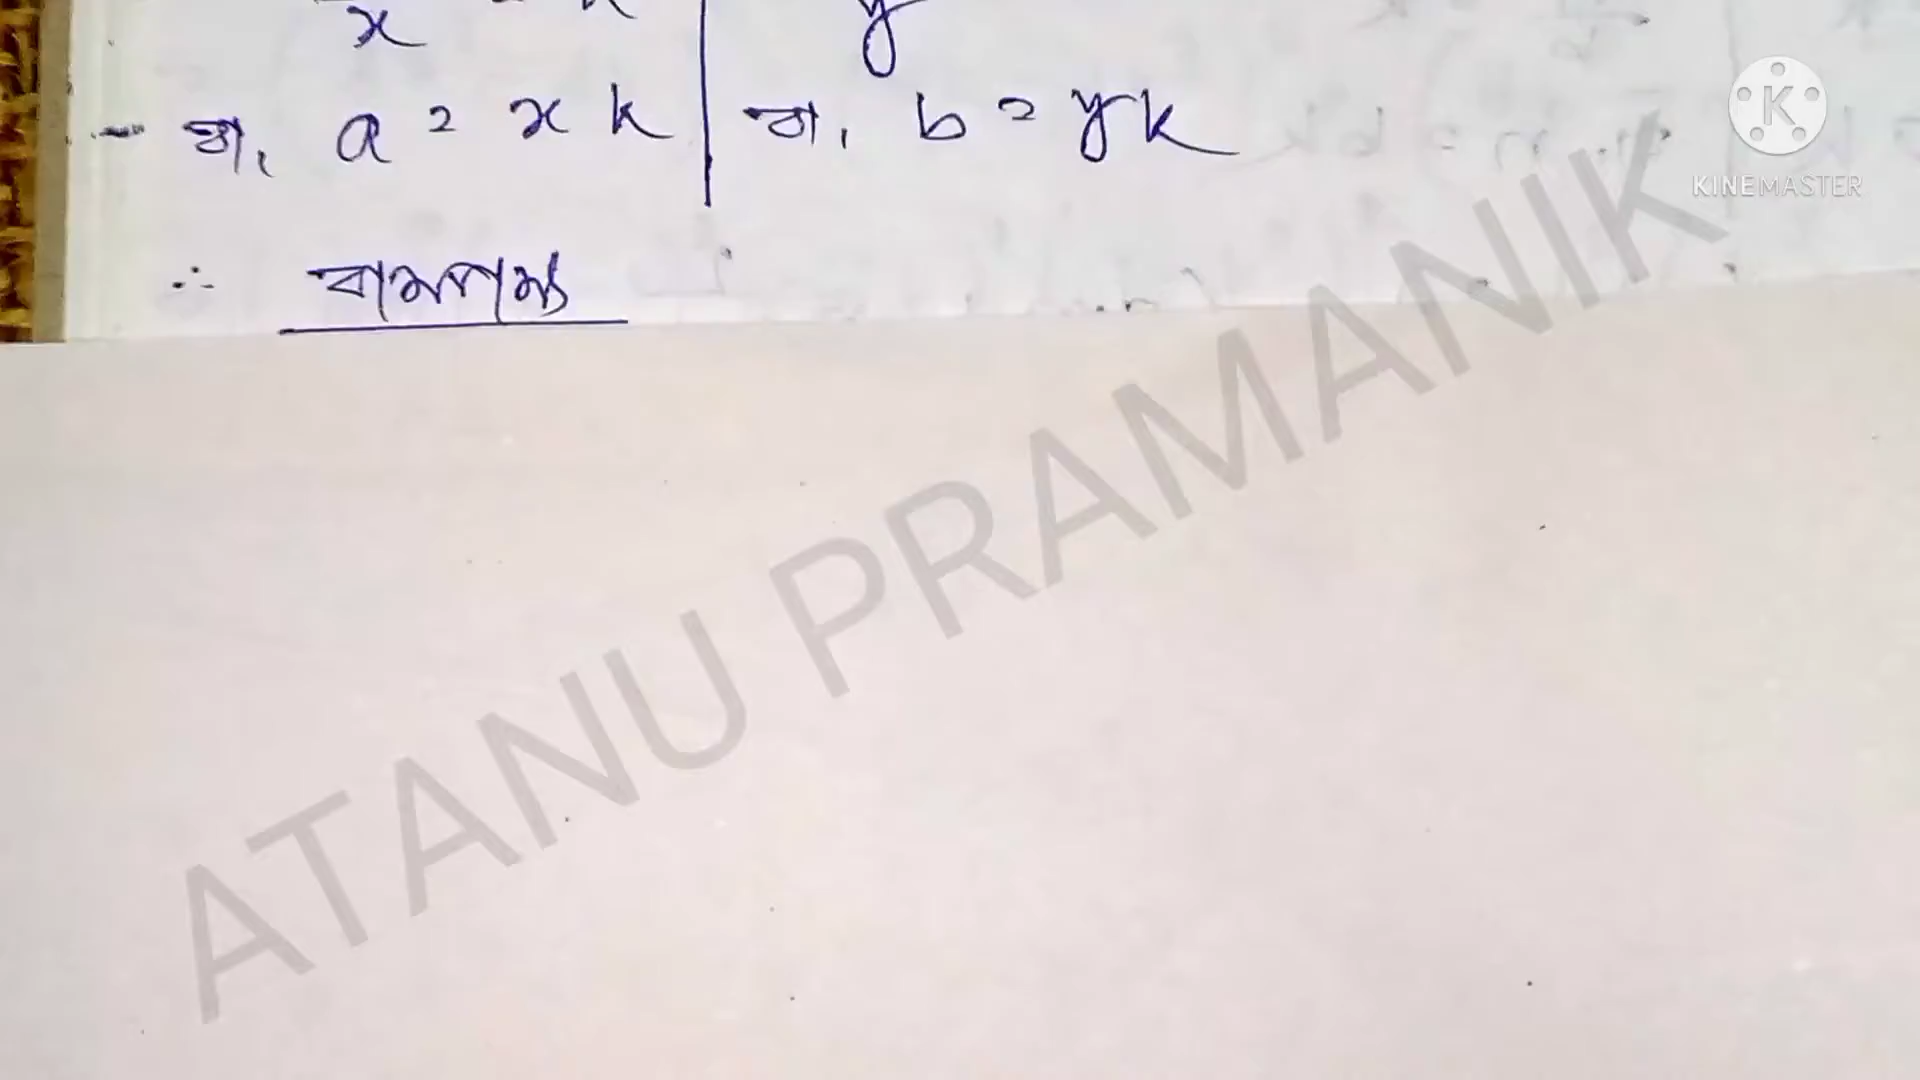 x = k | y
বা, a = xk | বা, b = yk
∴ বামপক্ষ
KINEMASTER
ATANU PRAMANIK